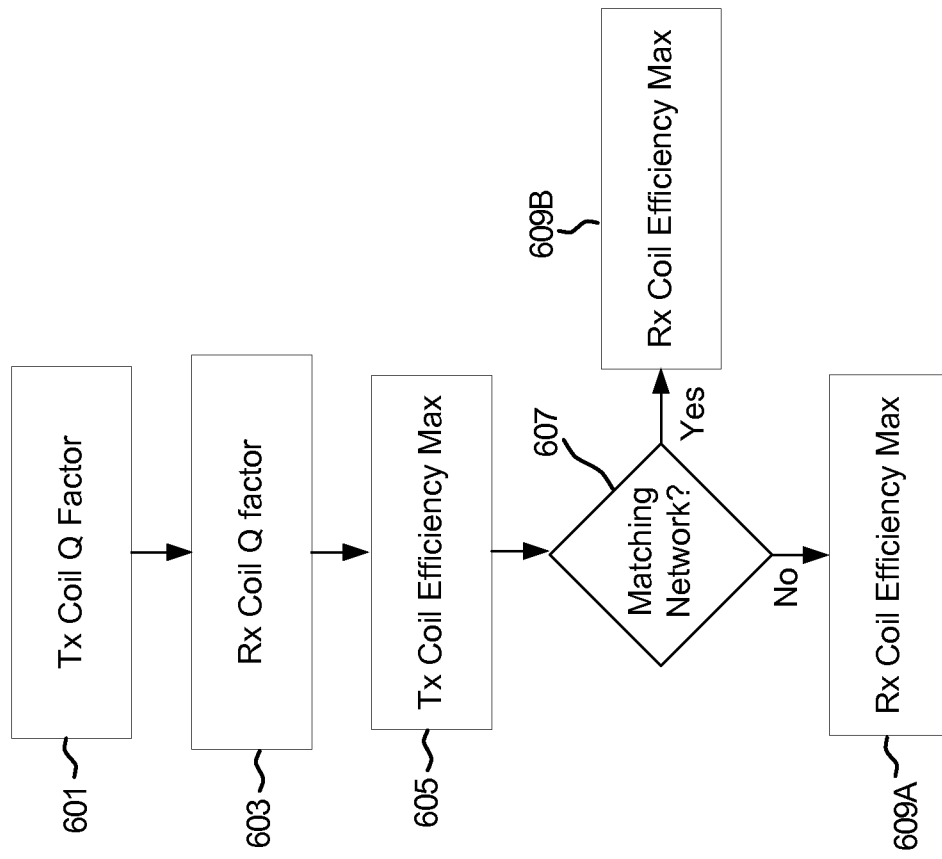 601
Tx Coil Q Factor
603
Rx Coil Q factor
605
Tx Coil Efficiency Max
607
Matching
Network?
Yes
609B
Rx Coil Efficiency Max
No
609A
Rx Coil Efficiency Max